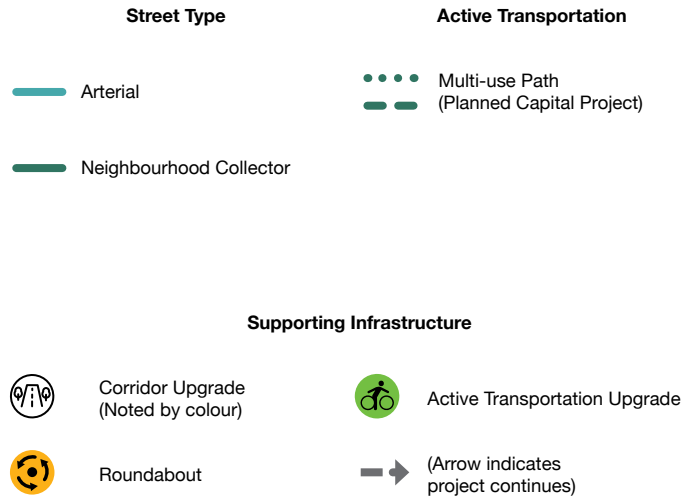 Street Type
Active Transportation
Arterial
Multi-use Path
(Planned Capital Project)
Neighbourhood Collector
Supporting Infrastructure
Corridor Upgrade
(Noted by colour)
Active Transportation Upgrade
Roundabout
(Arrow indicates
project continues)